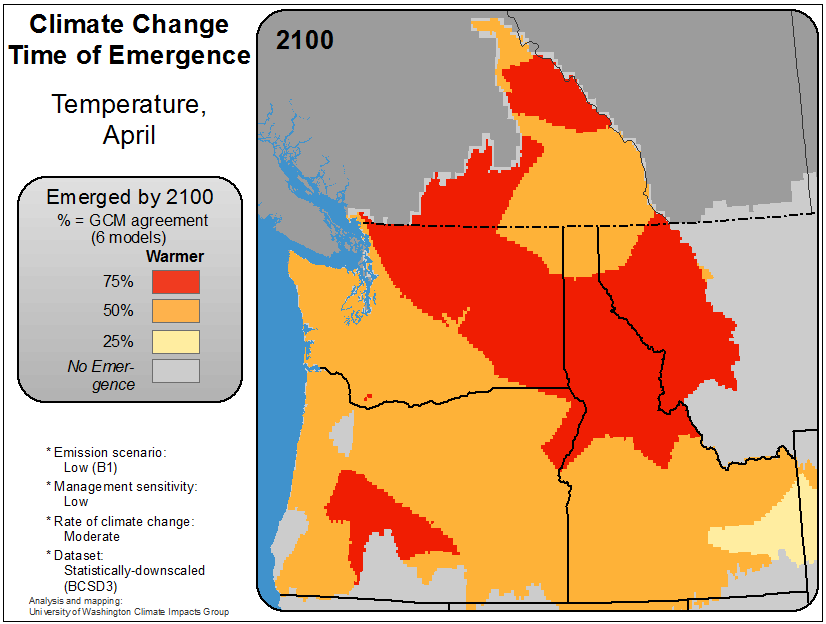 Climate Change
Time of Emergence
Temperature,
April
2100
Emerged by 2100
% = GCM agreement
(6 models)
Warmer
75%
50%
25%
No Emer-
gence
* Emission scenario:
Low (B1)
* Management sensitivity:
Low
* Rate of climate change:
Moderate
* Dataset:
Statistically-downscaled
(BCSD3)
Analysis and mapping:
University of Washington Climate Impacts Group